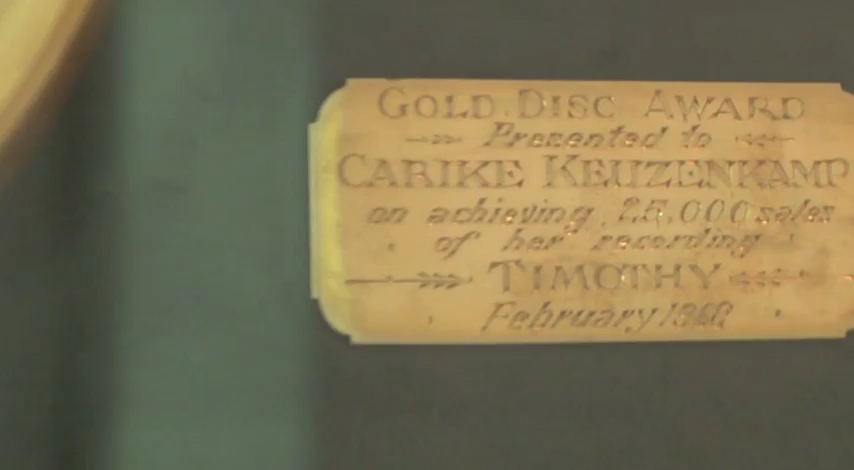 GOLD DISC AWARD
Presented to
CARIKE KEUZENKAMP
on achieving 25,000 sales
of her recording
TIMOTHY
February